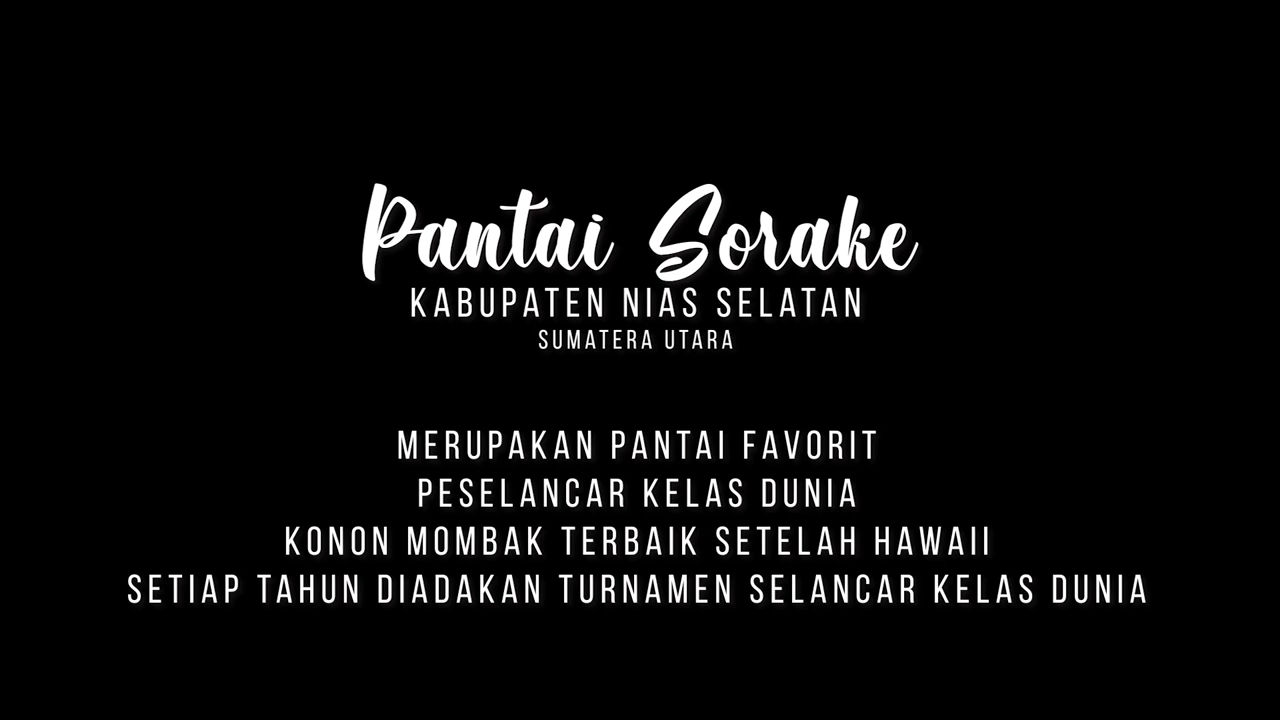 Pantai Sorake
KABUPATEN NIAS SELATAN
SUMATERA UTARA
MERUPAKAN PANTAI FAVORIT
PESELANCAR KELAS DUNIA
KONON MOMBAK TERBAIK SETELAH HAWAII
SETIAP TAHUN DIADAKAN TURNAMEN SELANCAR KELAS DUNIA